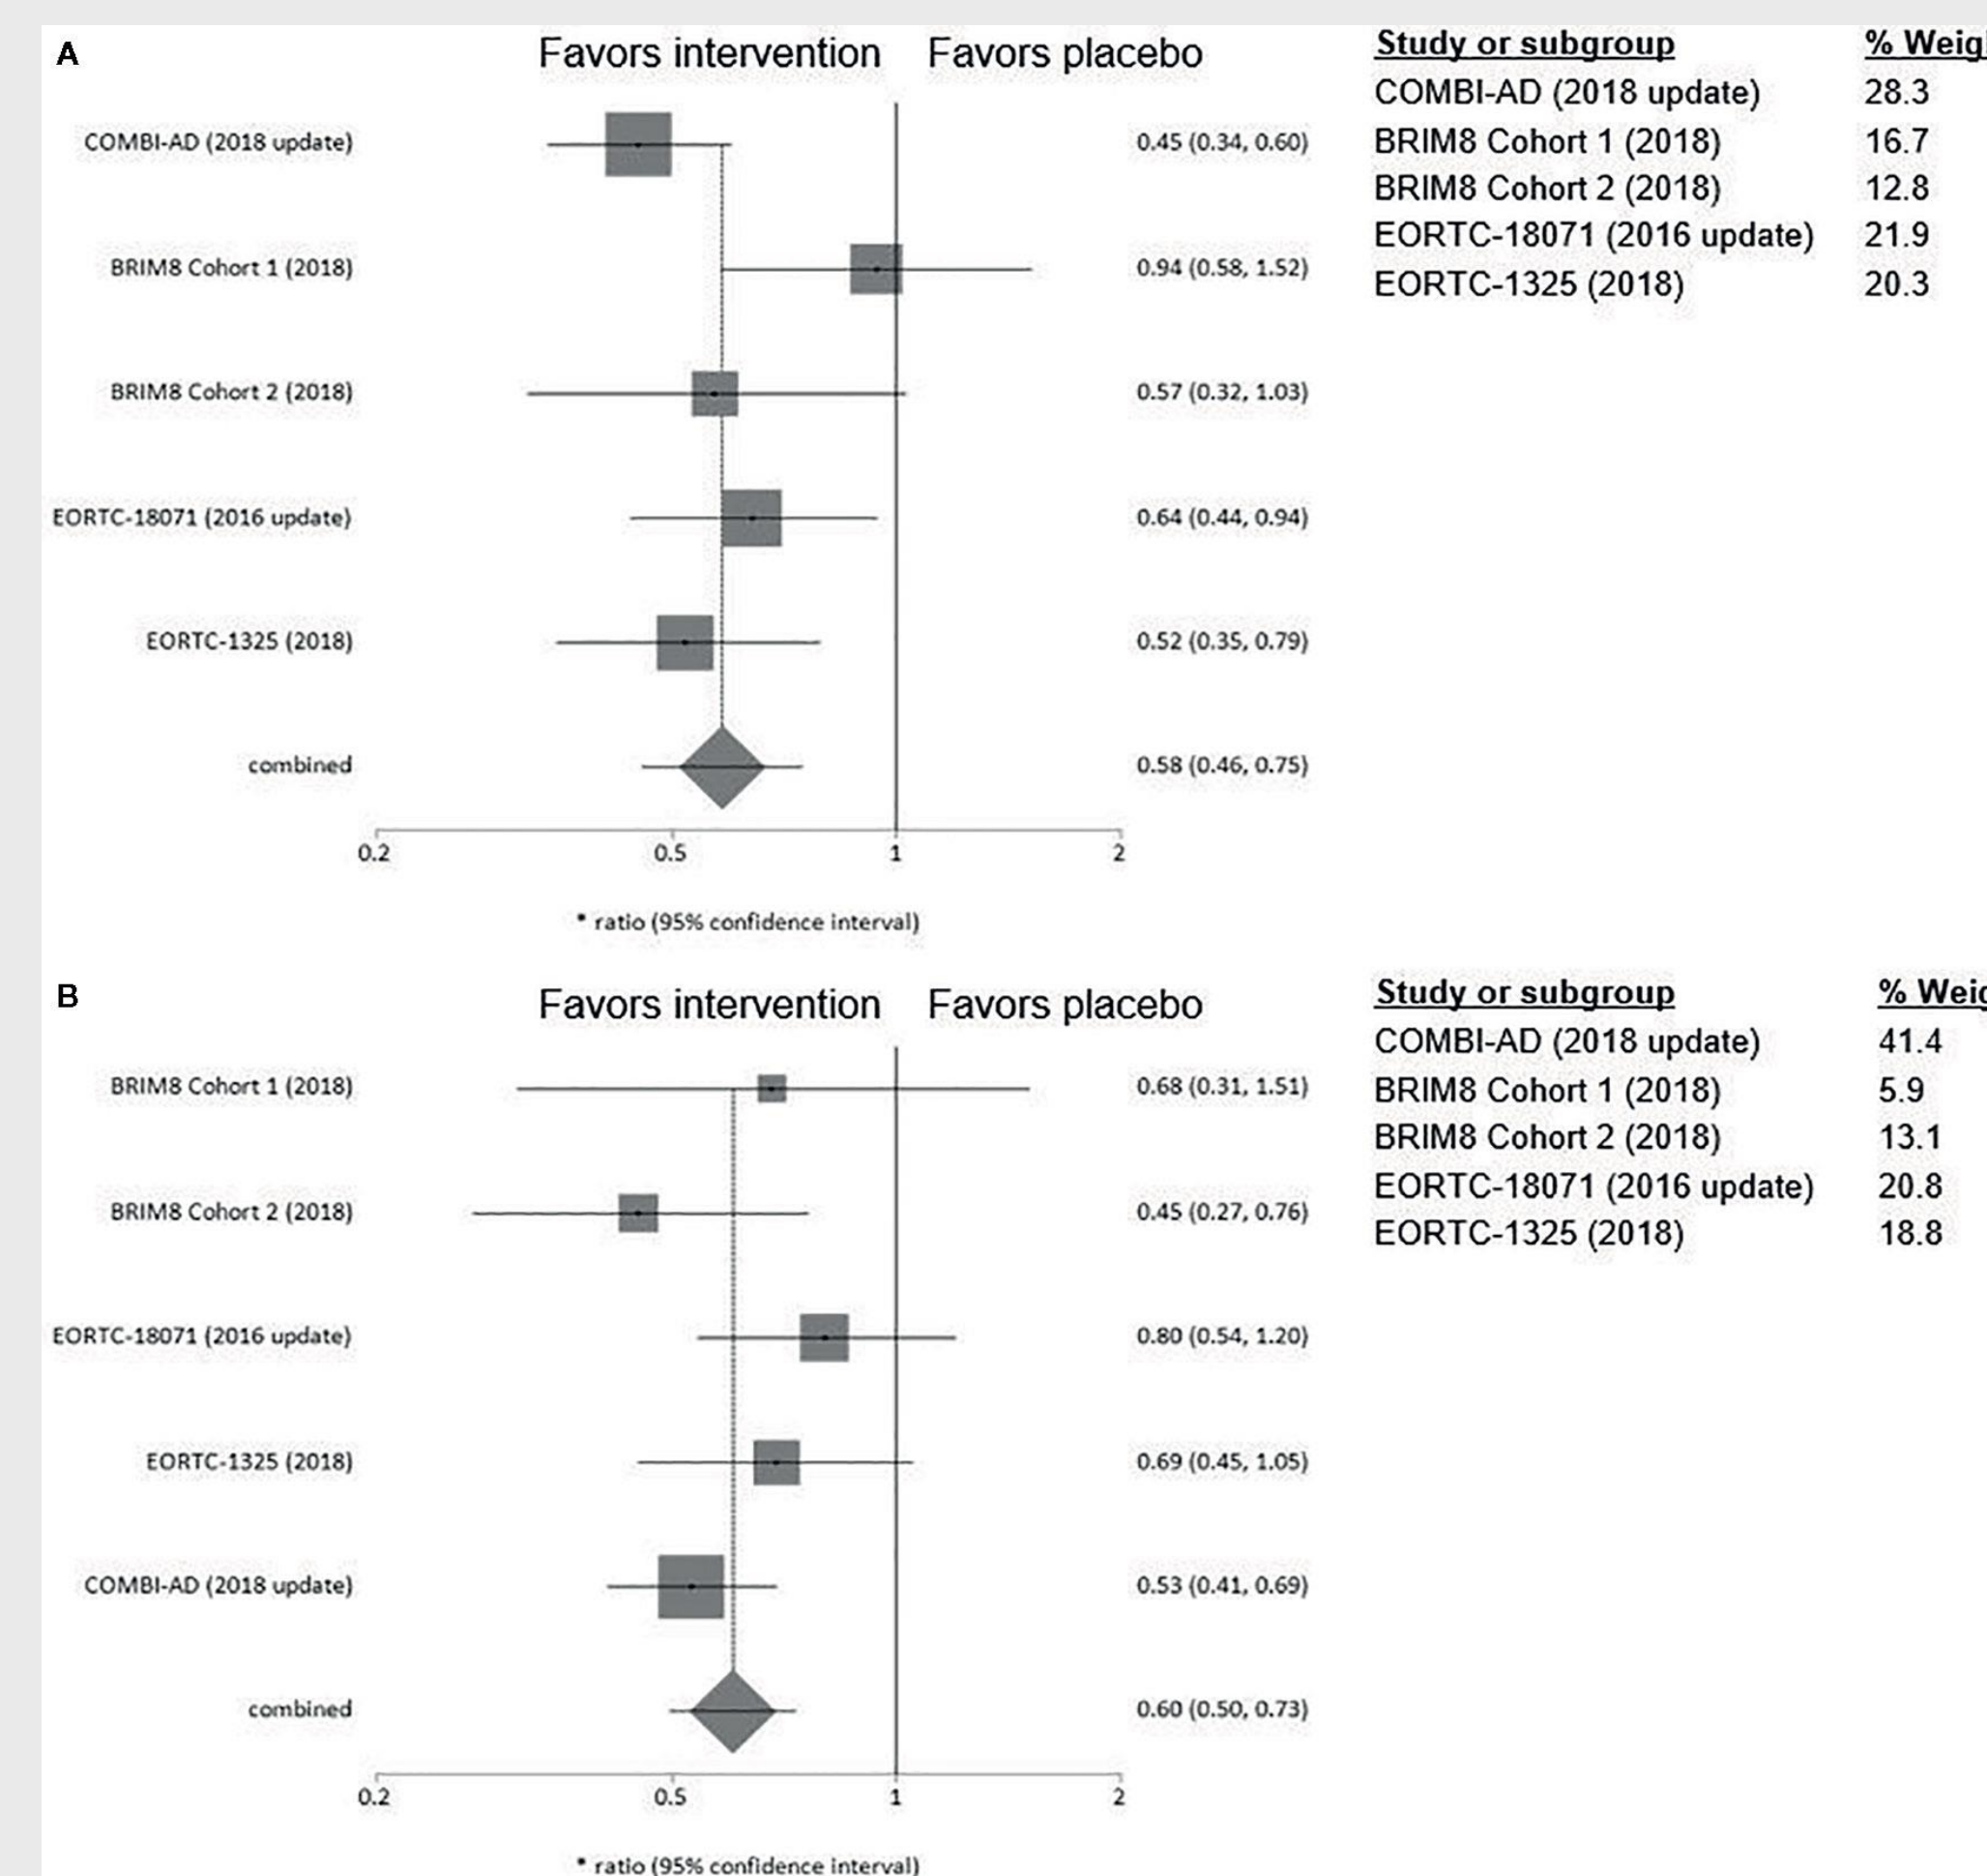 A
Favors intervention Favors placebo
COMBI-AD (2018 update) 0.45 (0.34, 0.60)
BRIM8 Cohort 1 (2018) 0.94 (0.58, 1.52)
BRIM8 Cohort 2 (2018) 0.57 (0.32, 1.03)
EORTC-18071 (2016 update) 0.64 (0.44, 0.94)
EORTC-1325 (2018) 0.52 (0.35, 0.79)
combined 0.58 (0.46, 0.75)
0.2 0.5 1 2
* ratio (95% confidence interval)
Study or subgroup %
COMBI-AD (2018 update) 28.3
BRIM8 Cohort 1 (2018) 16.7
BRIM8 Cohort 2 (2018) 12.8
EORTC-18071 (2016 update) 21.9
EORTC-1325 (2018) 20.3
B
Favors intervention Favors placebo
BRIM8 Cohort 1 (2018) 0.68 (0.31, 1.51)
BRIM8 Cohort 2 (2018) 0.45 (0.27, 0.76)
EORTC-18071 (2016 update) 0.80 (0.54, 1.20)
EORTC-1325 (2018) 0.69 (0.45, 1.05)
COMBI-AD (2018 update) 0.53 (0.41, 0.69)
combined 0.60 (0.50, 0.73)
0.2 0.5 1 2
* ratio (95% confidence interval)
Study or subgroup %
COMBI-AD (2018 update) 41.4
BRIM8 Cohort 1 (2018) 5.9
BRIM8 Cohort 2 (2018) 13.1
EORTC-18071 (2016 update) 20.8
EORTC-1325 (2018) 18.8